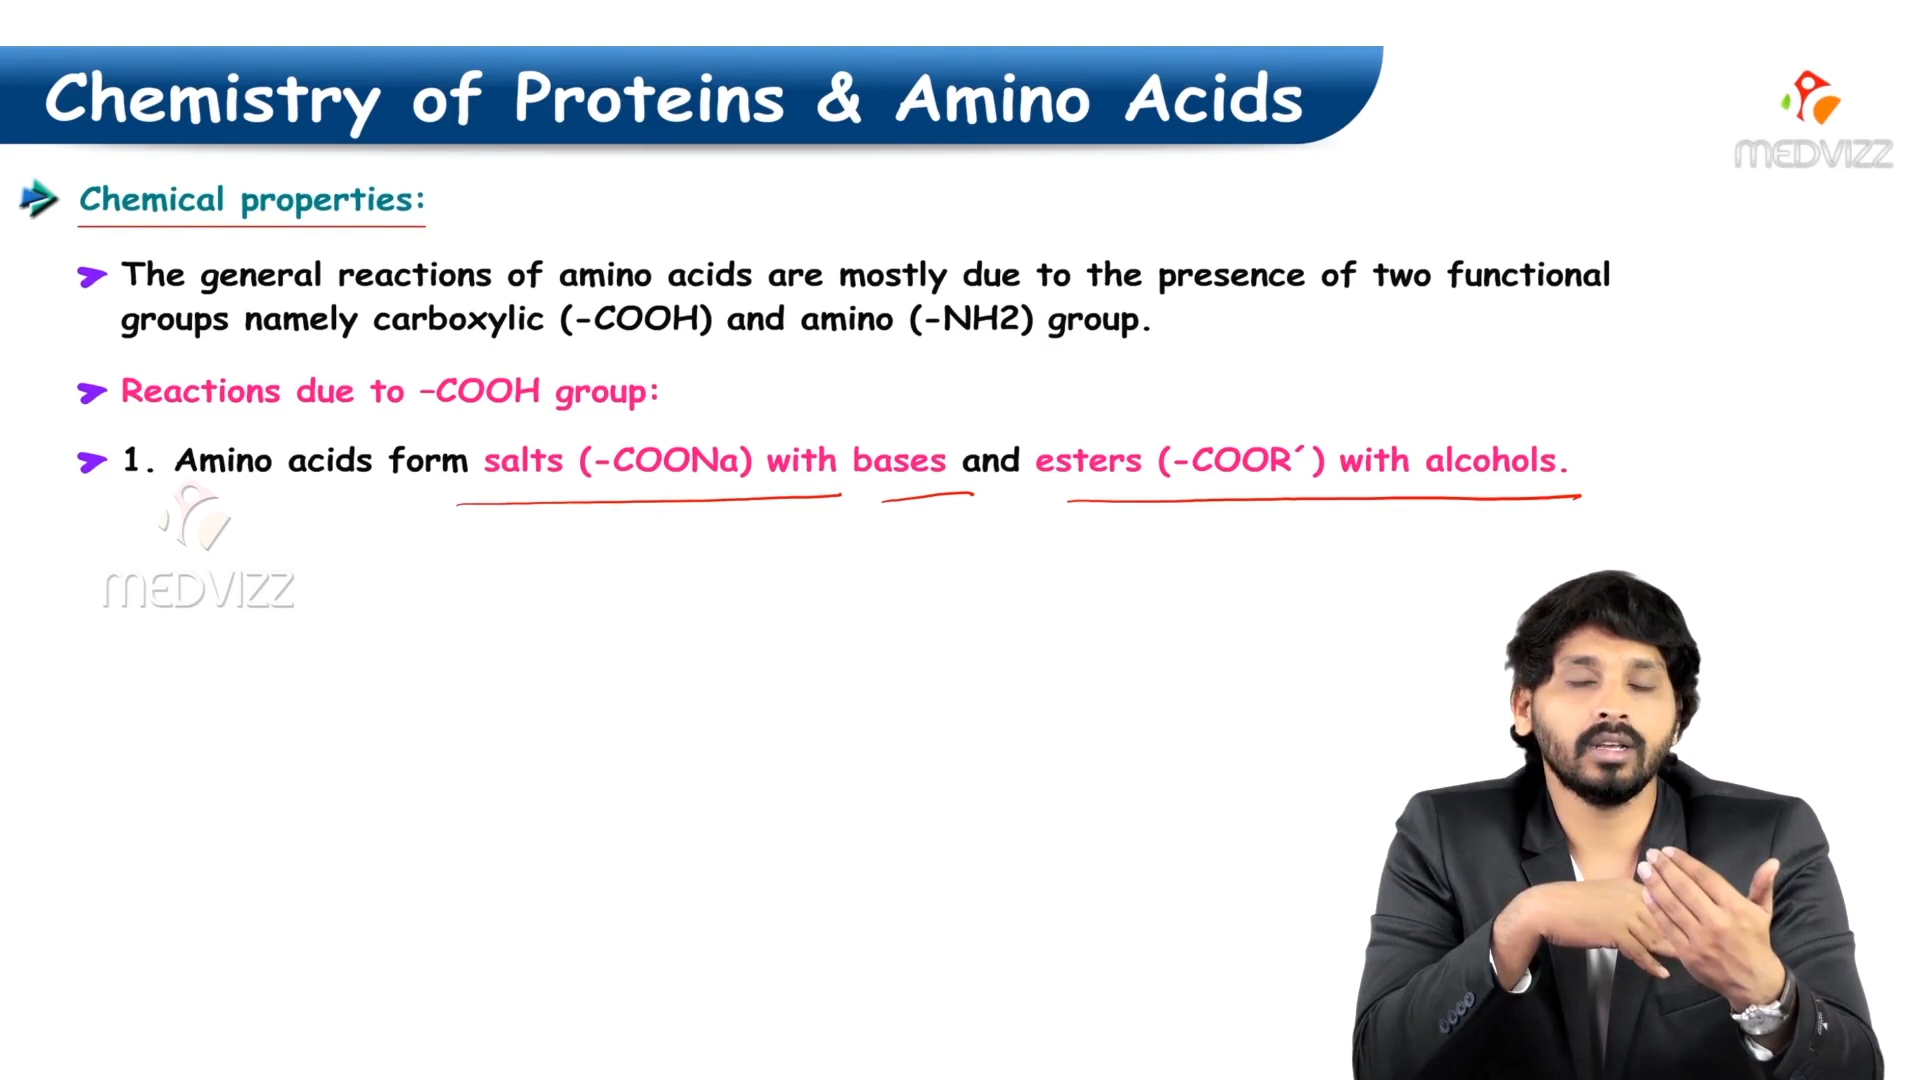 Chemistry of Proteins & Amino Acids
MEDVIZZ
Chemical properties:
The general reactions of amino acids are mostly due to the presence of two functional
groups namely carboxylic (-COOH) and amino (-NH2) group.
Reactions due to –COOH group:
1. Amino acids form salts (-COONa) with bases and esters (-COOR´) with alcohols.
MEDVIZZ